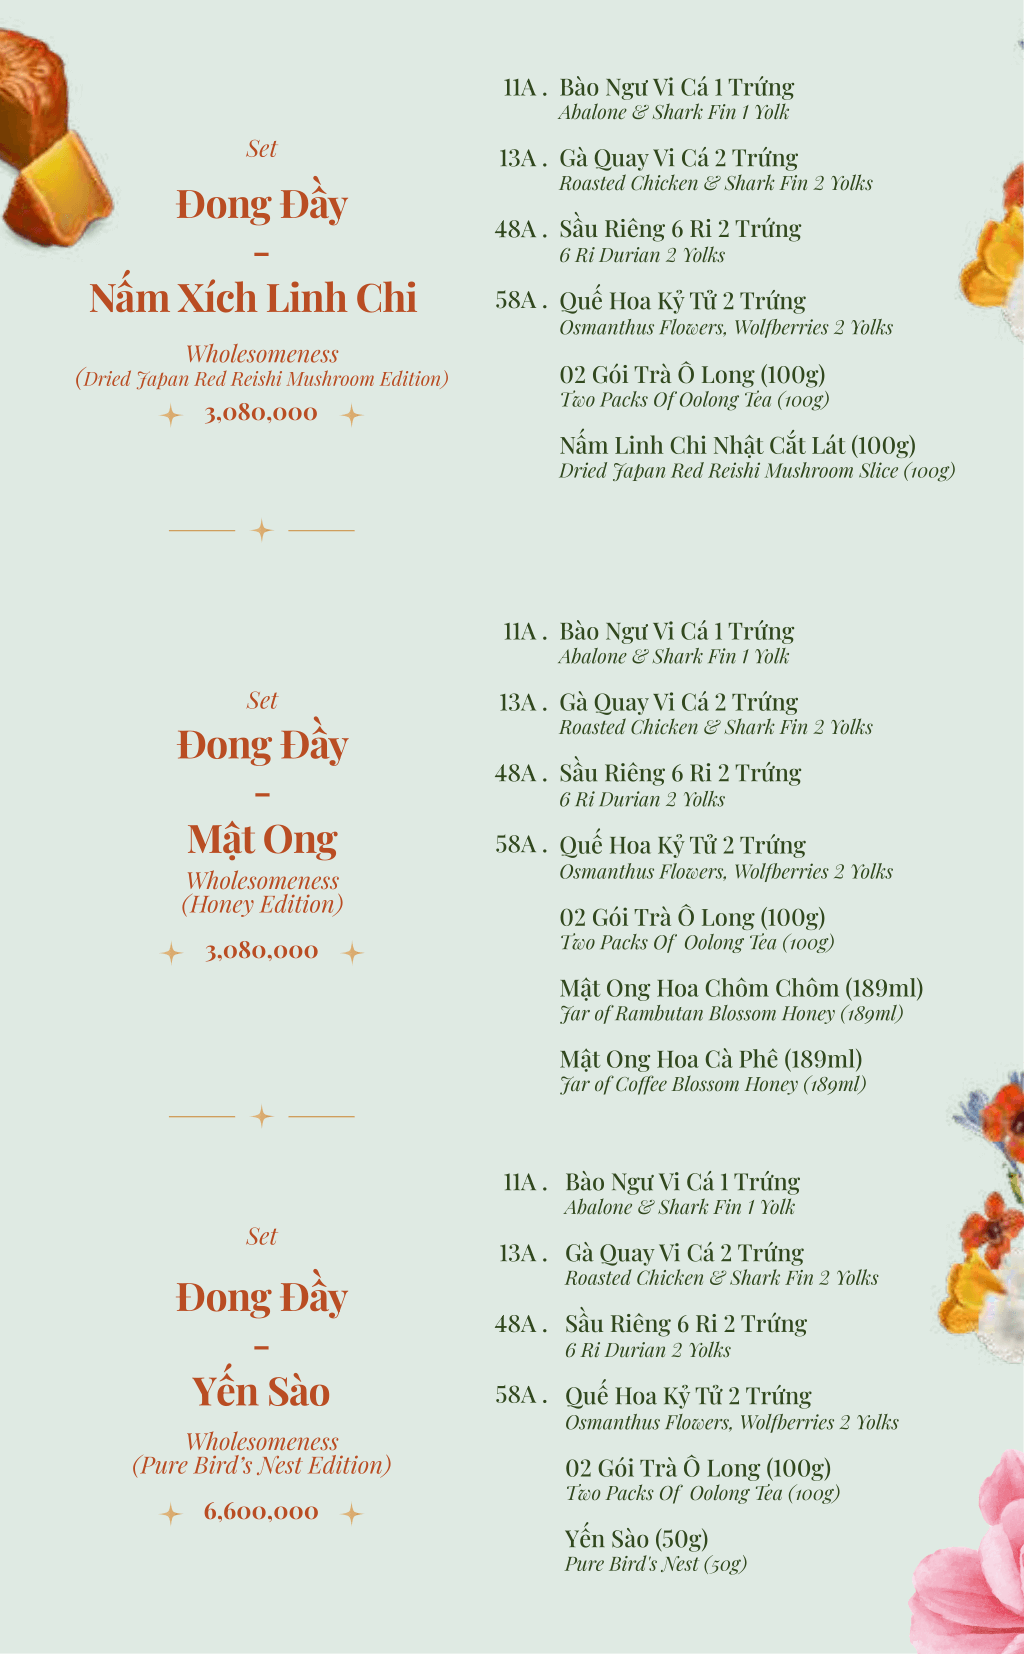 Set
Đong Đầy
–
Nấm Xích Linh Chi
Wholesomeness
(Dried Japan Red Reishi Mushroom Edition)
3,080,000
11A . Bào Ngư Vi Cá 1 Trứng
Abalone & Shark Fin 1 Yolk
13A . Gà Quay Vi Cá 2 Trứng
Roasted Chicken & Shark Fin 2 Yolks
48A . Sầu Riêng 6 Ri 2 Trứng
6 Ri Durian 2 Yolks
58A . Quế Hoa Kỷ Tử 2 Trứng
Osmanthus Flowers, Wolfberries 2 Yolks
02 Gói Trà Ô Long (100g)
Two Packs Of Oolong Tea (100g)
Nấm Linh Chi Nhật Cắt Lát (100g)
Dried Japan Red Reishi Mushroom Slice (100g)
Set
Đong Đầy
–
Mật Ong
Wholesomeness
(Honey Edition)
3,080,000
11A . Bào Ngư Vi Cá 1 Trứng
Abalone & Shark Fin 1 Yolk
13A . Gà Quay Vi Cá 2 Trứng
Roasted Chicken & Shark Fin 2 Yolks
48A . Sầu Riêng 6 Ri 2 Trứng
6 Ri Durian 2 Yolks
58A . Quế Hoa Kỷ Tử 2 Trứng
Osmanthus Flowers, Wolfberries 2 Yolks
02 Gói Trà Ô Long (100g)
Two Packs Of Oolong Tea (100g)
Mật Ong Hoa Chôm Chôm (189ml)
Jar of Rambutan Blossom Honey (189ml)
Mật Ong Hoa Cà Phê (189ml)
Jar of Coffee Blossom Honey (189ml)
Set
Đong Đầy
–
Yến Sào
Wholesomeness
(Pure Bird’s Nest Edition)
6,600,000
11A . Bào Ngư Vi Cá 1 Trứng
Abalone & Shark Fin 1 Yolk
13A . Gà Quay Vi Cá 2 Trứng
Roasted Chicken & Shark Fin 2 Yolks
48A . Sầu Riêng 6 Ri 2 Trứng
6 Ri Durian 2 Yolks
58A . Quế Hoa Kỷ Tử 2 Trứng
Osmanthus Flowers, Wolfberries 2 Yolks
02 Gói Trà Ô Long (100g)
Two Packs Of Oolong Tea (100g)
Yến Sào (50g)
Pure Bird's Nest (50g)